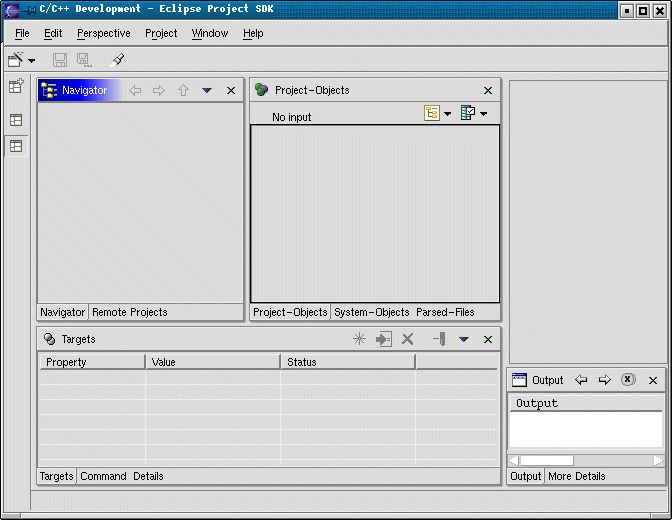 C/C++ Development - Eclipse Project SDK
File Edit Perspective Project Window Help
Navigator
Project-Objects
No input
Navigator Remote Projects
Project-Objects System-Objects Parsed-Files
Targets
Property Value Status
Targets Command Details
Output
Output
Output More Details